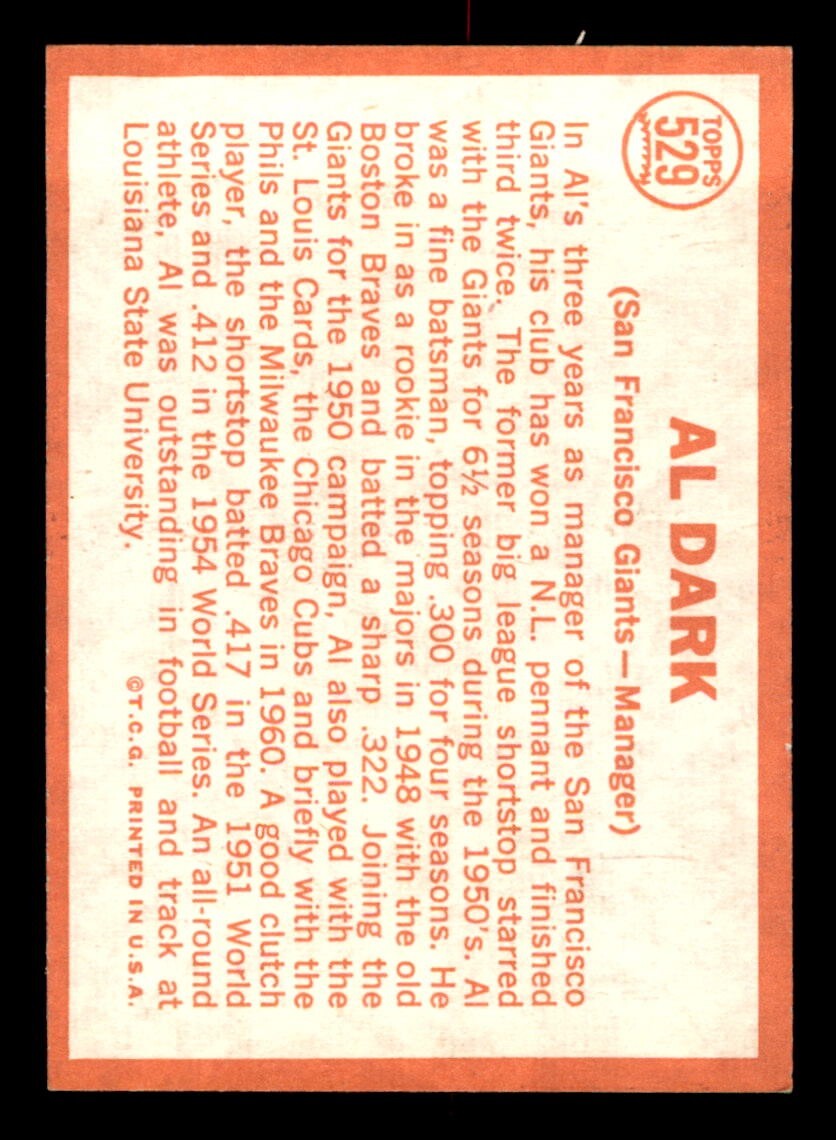 TOPPS
529
AL DARK
(San Francisco Giants—Manager)
In Al's three years as manager of the San Francisco
Giants, his club has won a N.L. pennant and finished
third twice. The former big league shortstop starred
with the Giants for 6½ seasons during the 1950's. Al
was a fine batsman, topping .300 for four seasons. He
broke in as a rookie in the majors in 1948 with the old
Boston Braves and batted a sharp .322. Joining the
Giants for the 1950 campaign, Al also played with the
St. Louis Cards, the Chicago Cubs and briefly with the
Phils and the Milwaukee Braves in 1960. A good clutch
player, the shortstop batted .417 in the 1951 World
Series and .412 in the 1954 World Series. An all-round
athlete, Al was outstanding in football and track at
Louisiana State University.
©T.C.G. PRINTED IN U.S.A.